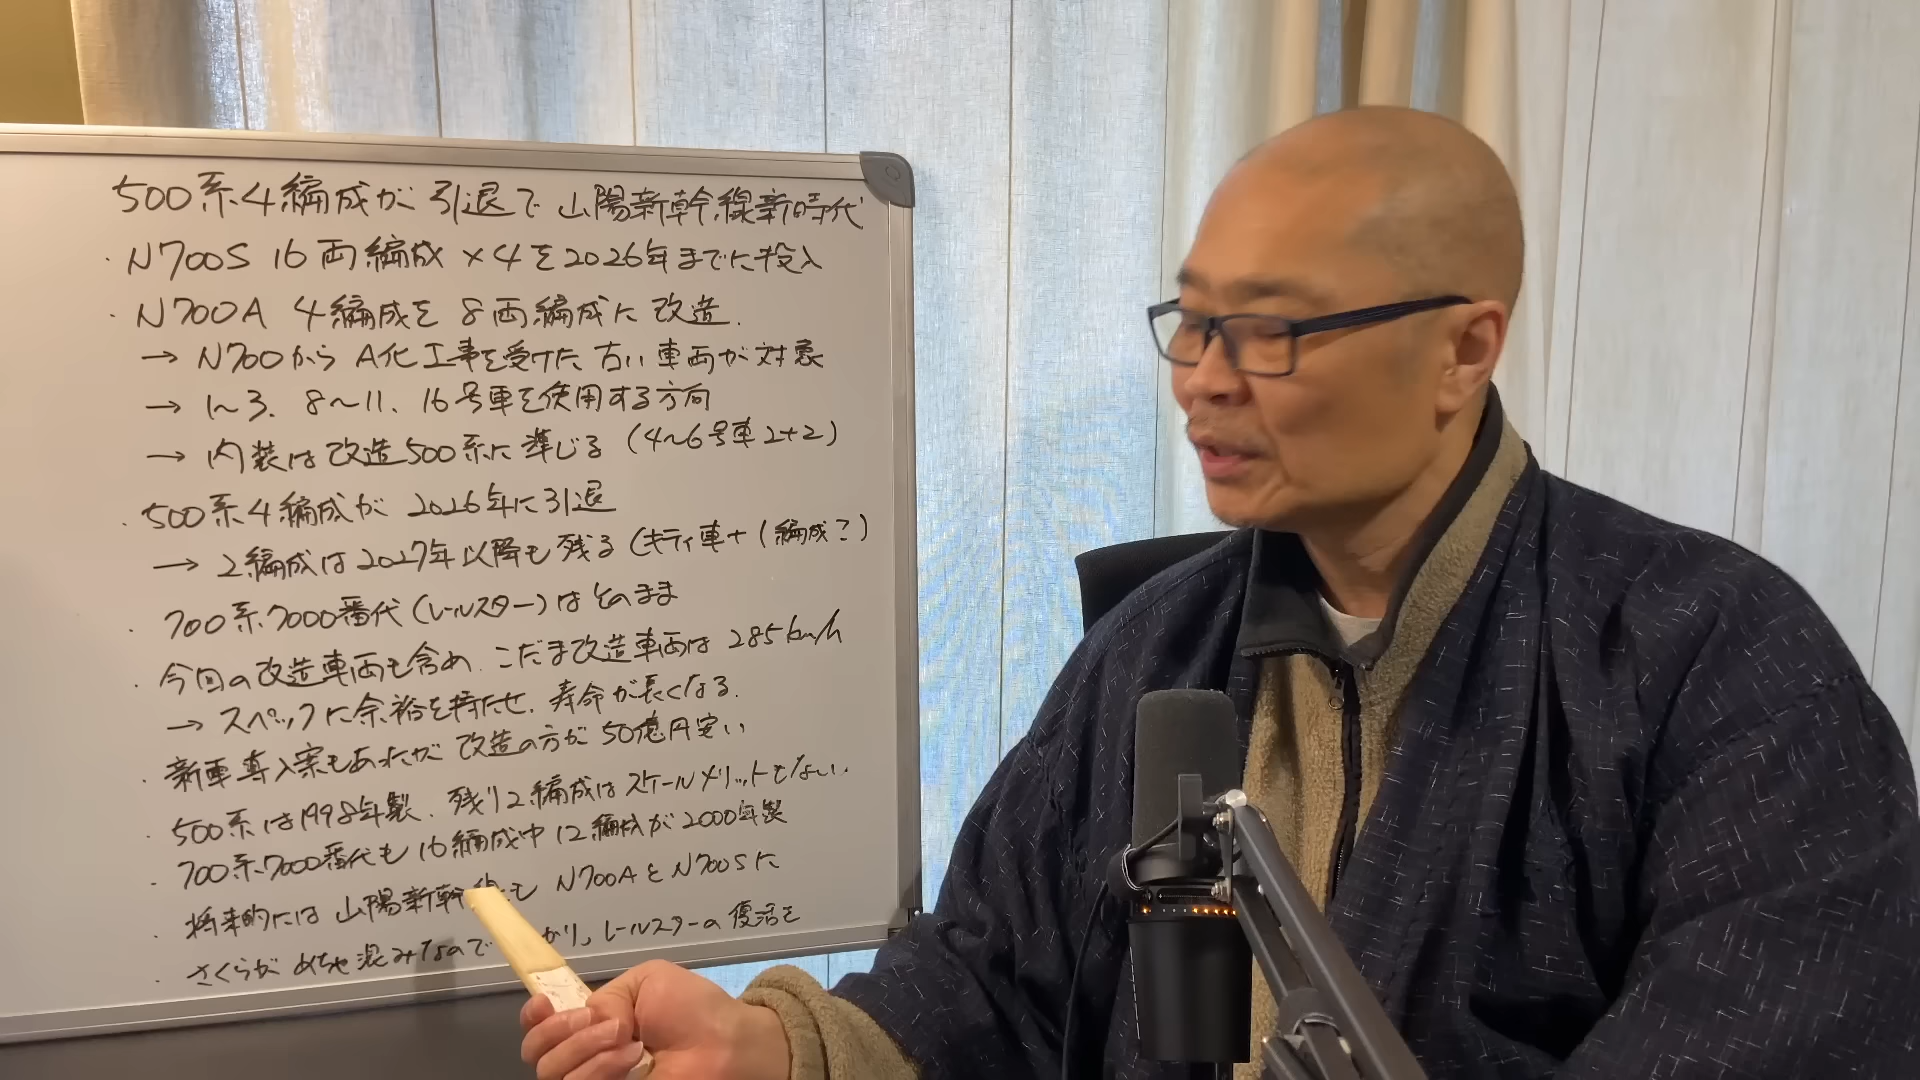 500系4編成が引退で山陽新幹線新時代
・N700S 16両編成×4を2026年までに投入
・N700A 4編成を8両編成に改造.
→ N700からA化工事を受けた古い車両が対象
→ 1〜3、8〜11、16号車を使用する方向
→ 内装は改造500系に準じる(4〜6号車2+2)
・500系4編成が2026年に引退
→ 2編成は2027年以降も残る(キティ車+1編成?)
・700系7000番代(レールスター)はそのまま
・今回の改造車両も含め、こだま改造車両は285km/h
→ スペックに余裕を持たせ、寿命が長くなる.
・新車導入案もあったが改造の方が50億円安い
・500系は1998年製、残り2編成はスケールメリットもない.
・700系7000番代も16編成中12編成が2000年製
・将来的には山陽新幹線も N700AとN700Sに
・さくらがめちゃ混みなので かり、レールスターの復活を